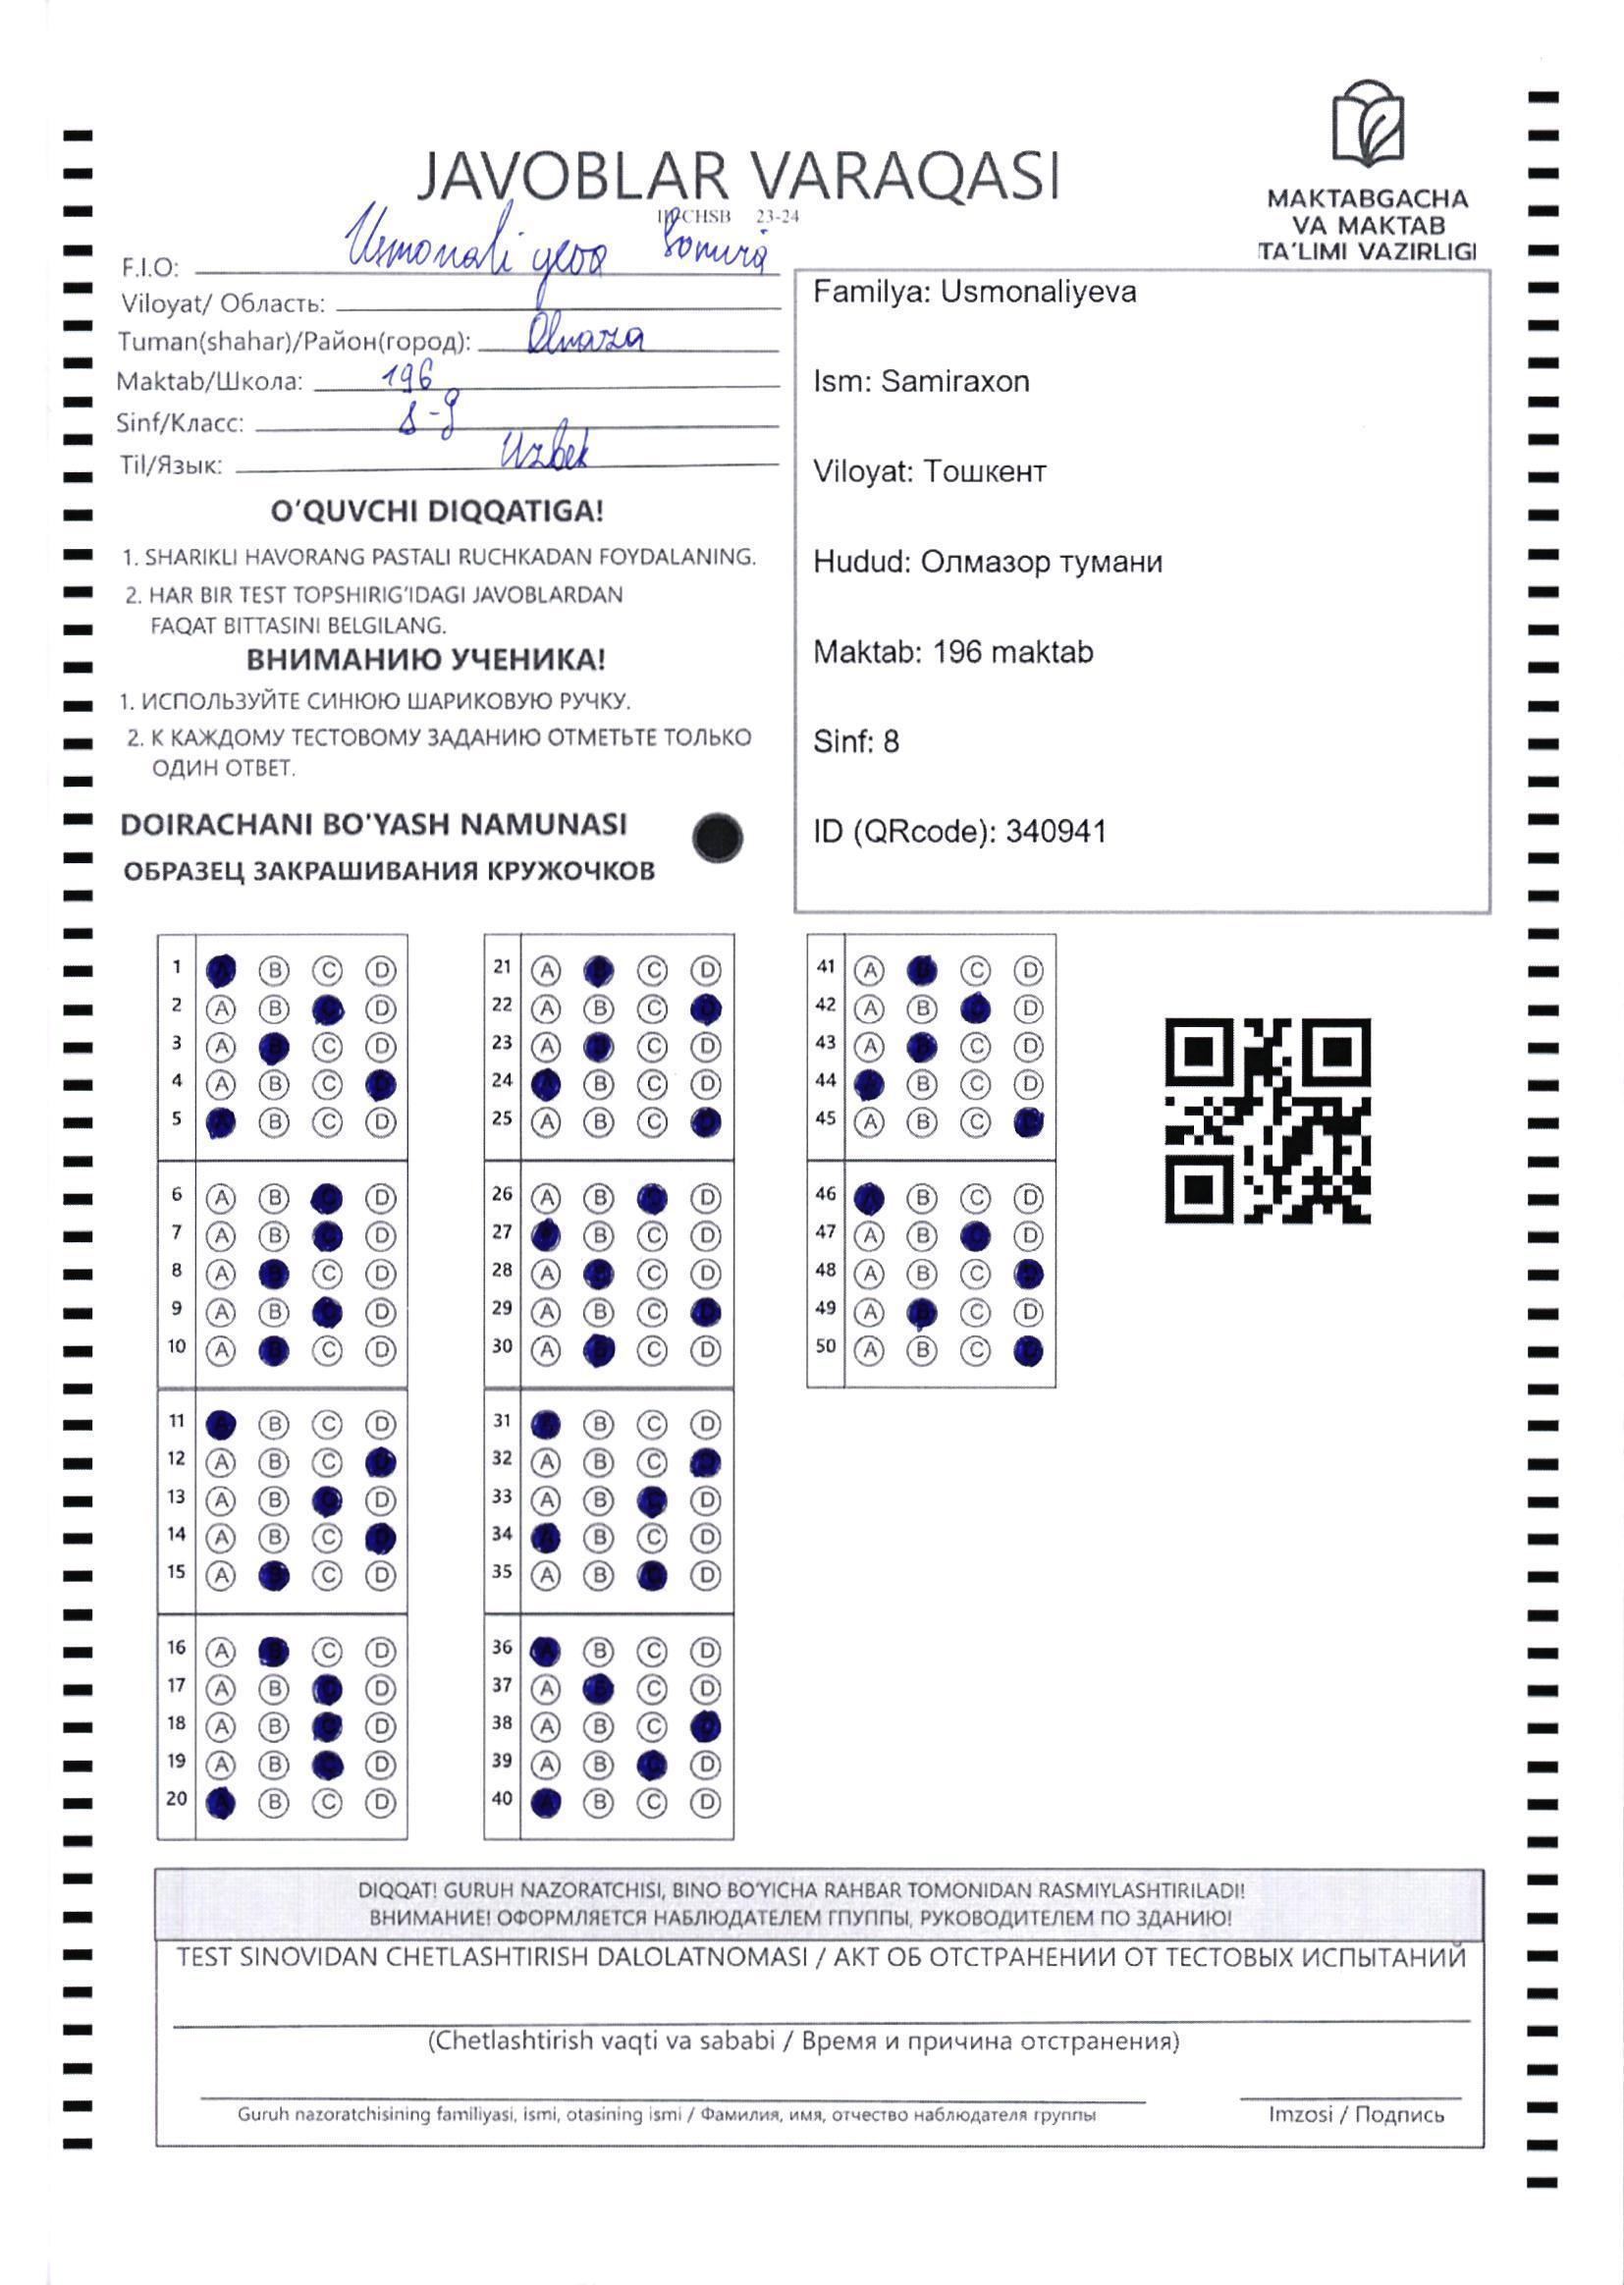 JAVOBLAR VARAQASI
CHSB 23-24
MAKTABGACHA
VA MAKTAB
TA'LIMI VAZIRLIGI
F.I.O: Usmonaliyeva
Viloyat/ Область:
Tuman(shahar)/Район(город): Olmaza
Maktab/Школа: 196
Sinf/Класс:
Til/Язык: Uzbek
Familya: Usmonaliyeva
Ism: Samiraxon
Viloyat: Тошкент
Hudud: Олмазор тумани
Maktab: 196 maktab
Sinf: 8
ID (QRcode): 340941
O'QUVCHI DIQQATIGA!
1. SHARIKLI HAVORANG PASTALI RUCHKADAN FOYDALANING.
2. HAR BIR TEST TOPSHIRIG'IDAGI JAVOBLARDAN
FAQAT BITTASINI BELGILANG.
ВНИМАНИЮ УЧЕНИКА!
1. ИСПОЛЬЗУЙТЕ СИНЮЮ ШАРИКОВУЮ РУЧКУ.
2. К КАЖДОМУ ТЕСТОВОМУ ЗАДАНИЮ ОТМЕТЬТЕ ТОЛЬКО
ОДИН ОТВЕТ.
DOIRACHANI BO'YASH NAMUNASI
ОБРАЗЕЦ ЗАКРАШИВАНИЯ КРУЖОЧКОВ
1 A B C D
2 A B C D
3 A B C D
4 A B C D
5 A B C D
6 A B C D
7 A B C D
8 A B C D
9 A B C D
10 A B C D
11 A B C D
12 A B C D
13 A B C D
14 A B C D
15 A B C D
16 A B C D
17 A B C D
18 A B C D
19 A B C D
20 A B C D
21 A B C D
22 A B C D
23 A B C D
24 A B C D
25 A B C D
26 A B C D
27 A B C D
28 A B C D
29 A B C D
30 A B C D
31 A B C D
32 A B C D
33 A B C D
34 A B C D
35 A B C D
36 A B C D
37 A B C D
38 A B C D
39 A B C D
40 A B C D
41 A B C D
42 A B C D
43 A B C D
44 A B C D
45 A B C D
46 A B C D
47 A B C D
48 A B C D
49 A B C D
50 A B C D
DIQQAT! GURUH NAZORATCHISI, BINO BO'YICHA RAHBAR TOMONIDAN RASMIYLASHTIRILADI!
ВНИМАНИЕ! ОФОРМЛЯЕТСЯ НАБЛЮДАТЕЛЕМ ГПУППЫ, РУКОВОДИТЕЛЕМ ПО ЗДАНИЮ!
TEST SINOVIDAN CHETLASHTIRISH DALOLATNOMASI / АКТ ОБ ОТСТРАНЕНИИ ОТ ТЕСТОВЫХ ИСПЫТАНИЙ
(Chetlashtirish vaqti va sababi / Время и причина отстранения)
Guruh nazoratchisining familiyasi, ismi, otasining ismi / Фамилия, имя, отчество наблюдателя группы
Imzosi / Подпись